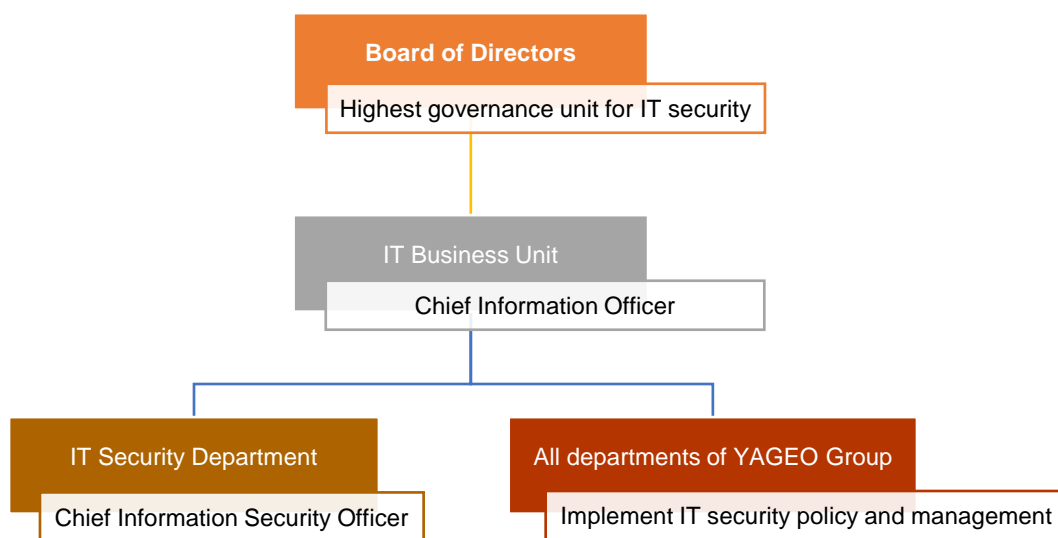 Board of Directors
Highest governance unit for IT security
IT Business Unit
Chief Information Officer
IT Security Department
Chief Information Security Officer
All departments of YAGEO Group
Implement IT security policy and management